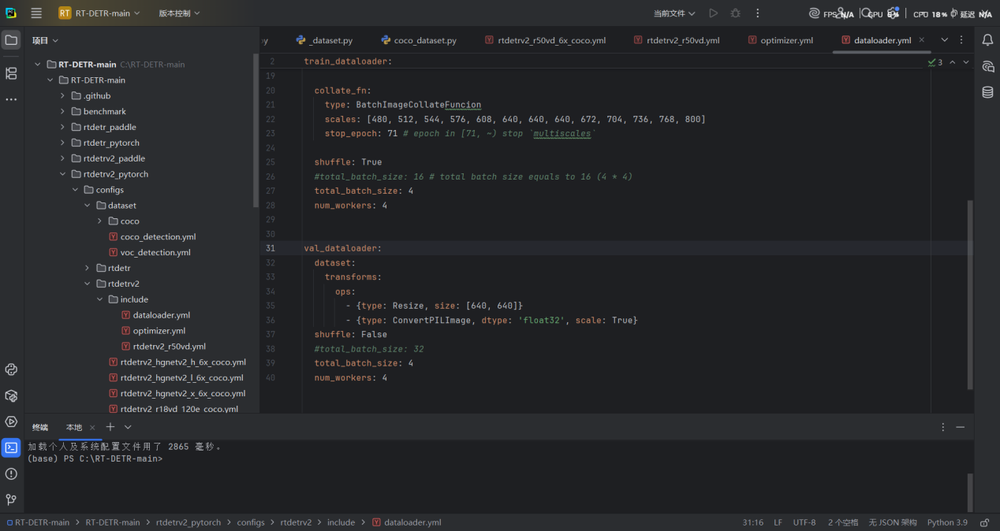 RT RT-DETR-main 版本控制 当前文件 FPS N/A GPU CPU 18% 延迟 N/A
项目 _dataset.py coco_dataset.py rtdetrv2_r50vd_6x_coco.yml rtdetrv2_r50vd.yml optimizer.yml dataloader.yml
RT-DETR-main C:\RT-DETR-main
RT-DETR-main
.github
benchmark
rtdetr_paddle
rtdetr_pytorch
rtdetrv2_paddle
rtdetrv2_pytorch
configs
dataset
coco
coco_detection.yml
voc_detection.yml
rtdetr
rtdetrv2
include
dataloader.yml
optimizer.yml
rtdetrv2_r50vd.yml
rtdetrv2_hgnetv2_h_6x_coco.yml
rtdetrv2_hgnetv2_l_6x_coco.yml
rtdetrv2_hgnetv2_x_6x_coco.yml
rtdetrv2_r18vd_120e_coco.yml
2 train_dataloader: 3
19
20 collate_fn:
21 type: BatchImageCollateFuncion
22 scales: [480, 512, 544, 576, 608, 640, 640, 640, 672, 704, 736, 768, 800]
23 stop_epoch: 71 # epoch in [71, ~) stop `multiscales`
24
25 shuffle: True
26 #total_batch_size: 16 # total batch size equals to 16 (4 * 4)
27 total_batch_size: 4
28 num_workers: 4
29
30
31 val_dataloader:
32 dataset:
33 transforms:
34 ops:
35 - {type: Resize, size: [640, 640]}
36 - {type: ConvertPILImage, dtype: 'float32', scale: True}
37 shuffle: False
38 #total_batch_size: 32
39 total_batch_size: 4
40 num_workers: 4
终端 本地
加载个人及系统配置文件用了 2865 毫秒。
(base) PS C:\RT-DETR-main>
RT-DETR-main > RT-DETR-main > rtdetrv2_pytorch > configs > rtdetrv2 > include > dataloader.yml 31:16 LF UTF-8 2 个空格 无 JSON 架构 Python 3.9